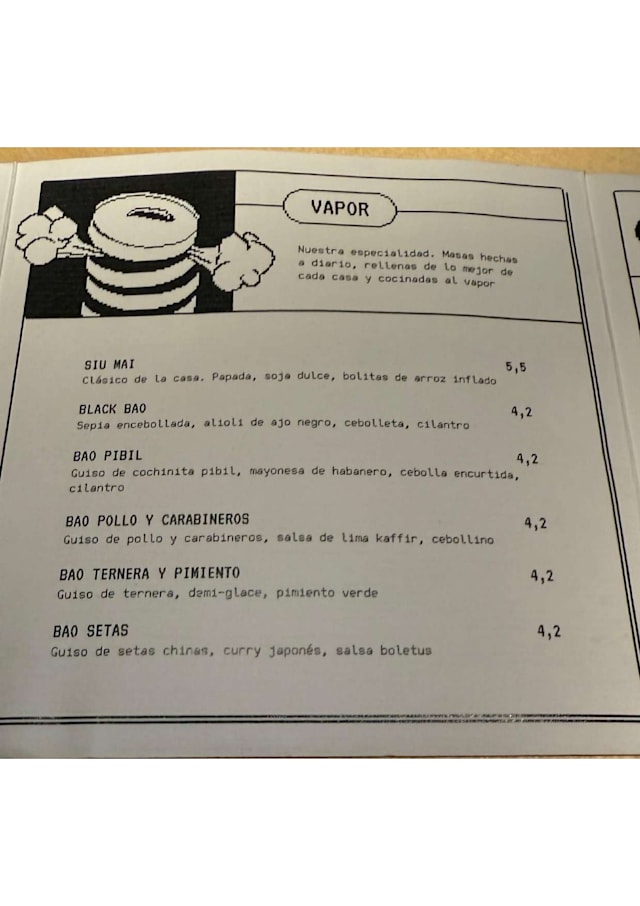 VAPOR
Nuestra especialidad. Masas hechas
a diario, rellenas de lo mejor de
cada casa y cocinadas al vapor
SIU MAI 5,5
Clásico de la casa. Papada, soja dulce, bolitas de arroz inflado
BLACK BAO 4,2
Sepia encebollada, alioli de ajo negro, cebolleta, cilantro
BAO PIBIL 4,2
Guiso de cochinita pibil, mayonesa de habanero, cebolla encurtida,
cilantro
BAO POLLO Y CARABINEROS 4,2
Guiso de pollo y carabineros, salsa de lima kaffir, cebollino
BAO TERNERA Y PIMIENTO 4,2
Guiso de ternera, demi-glace, pimiento verde
BAO SETAS 4,2
Guiso de setas chinas, curry japonés, salsa boletus